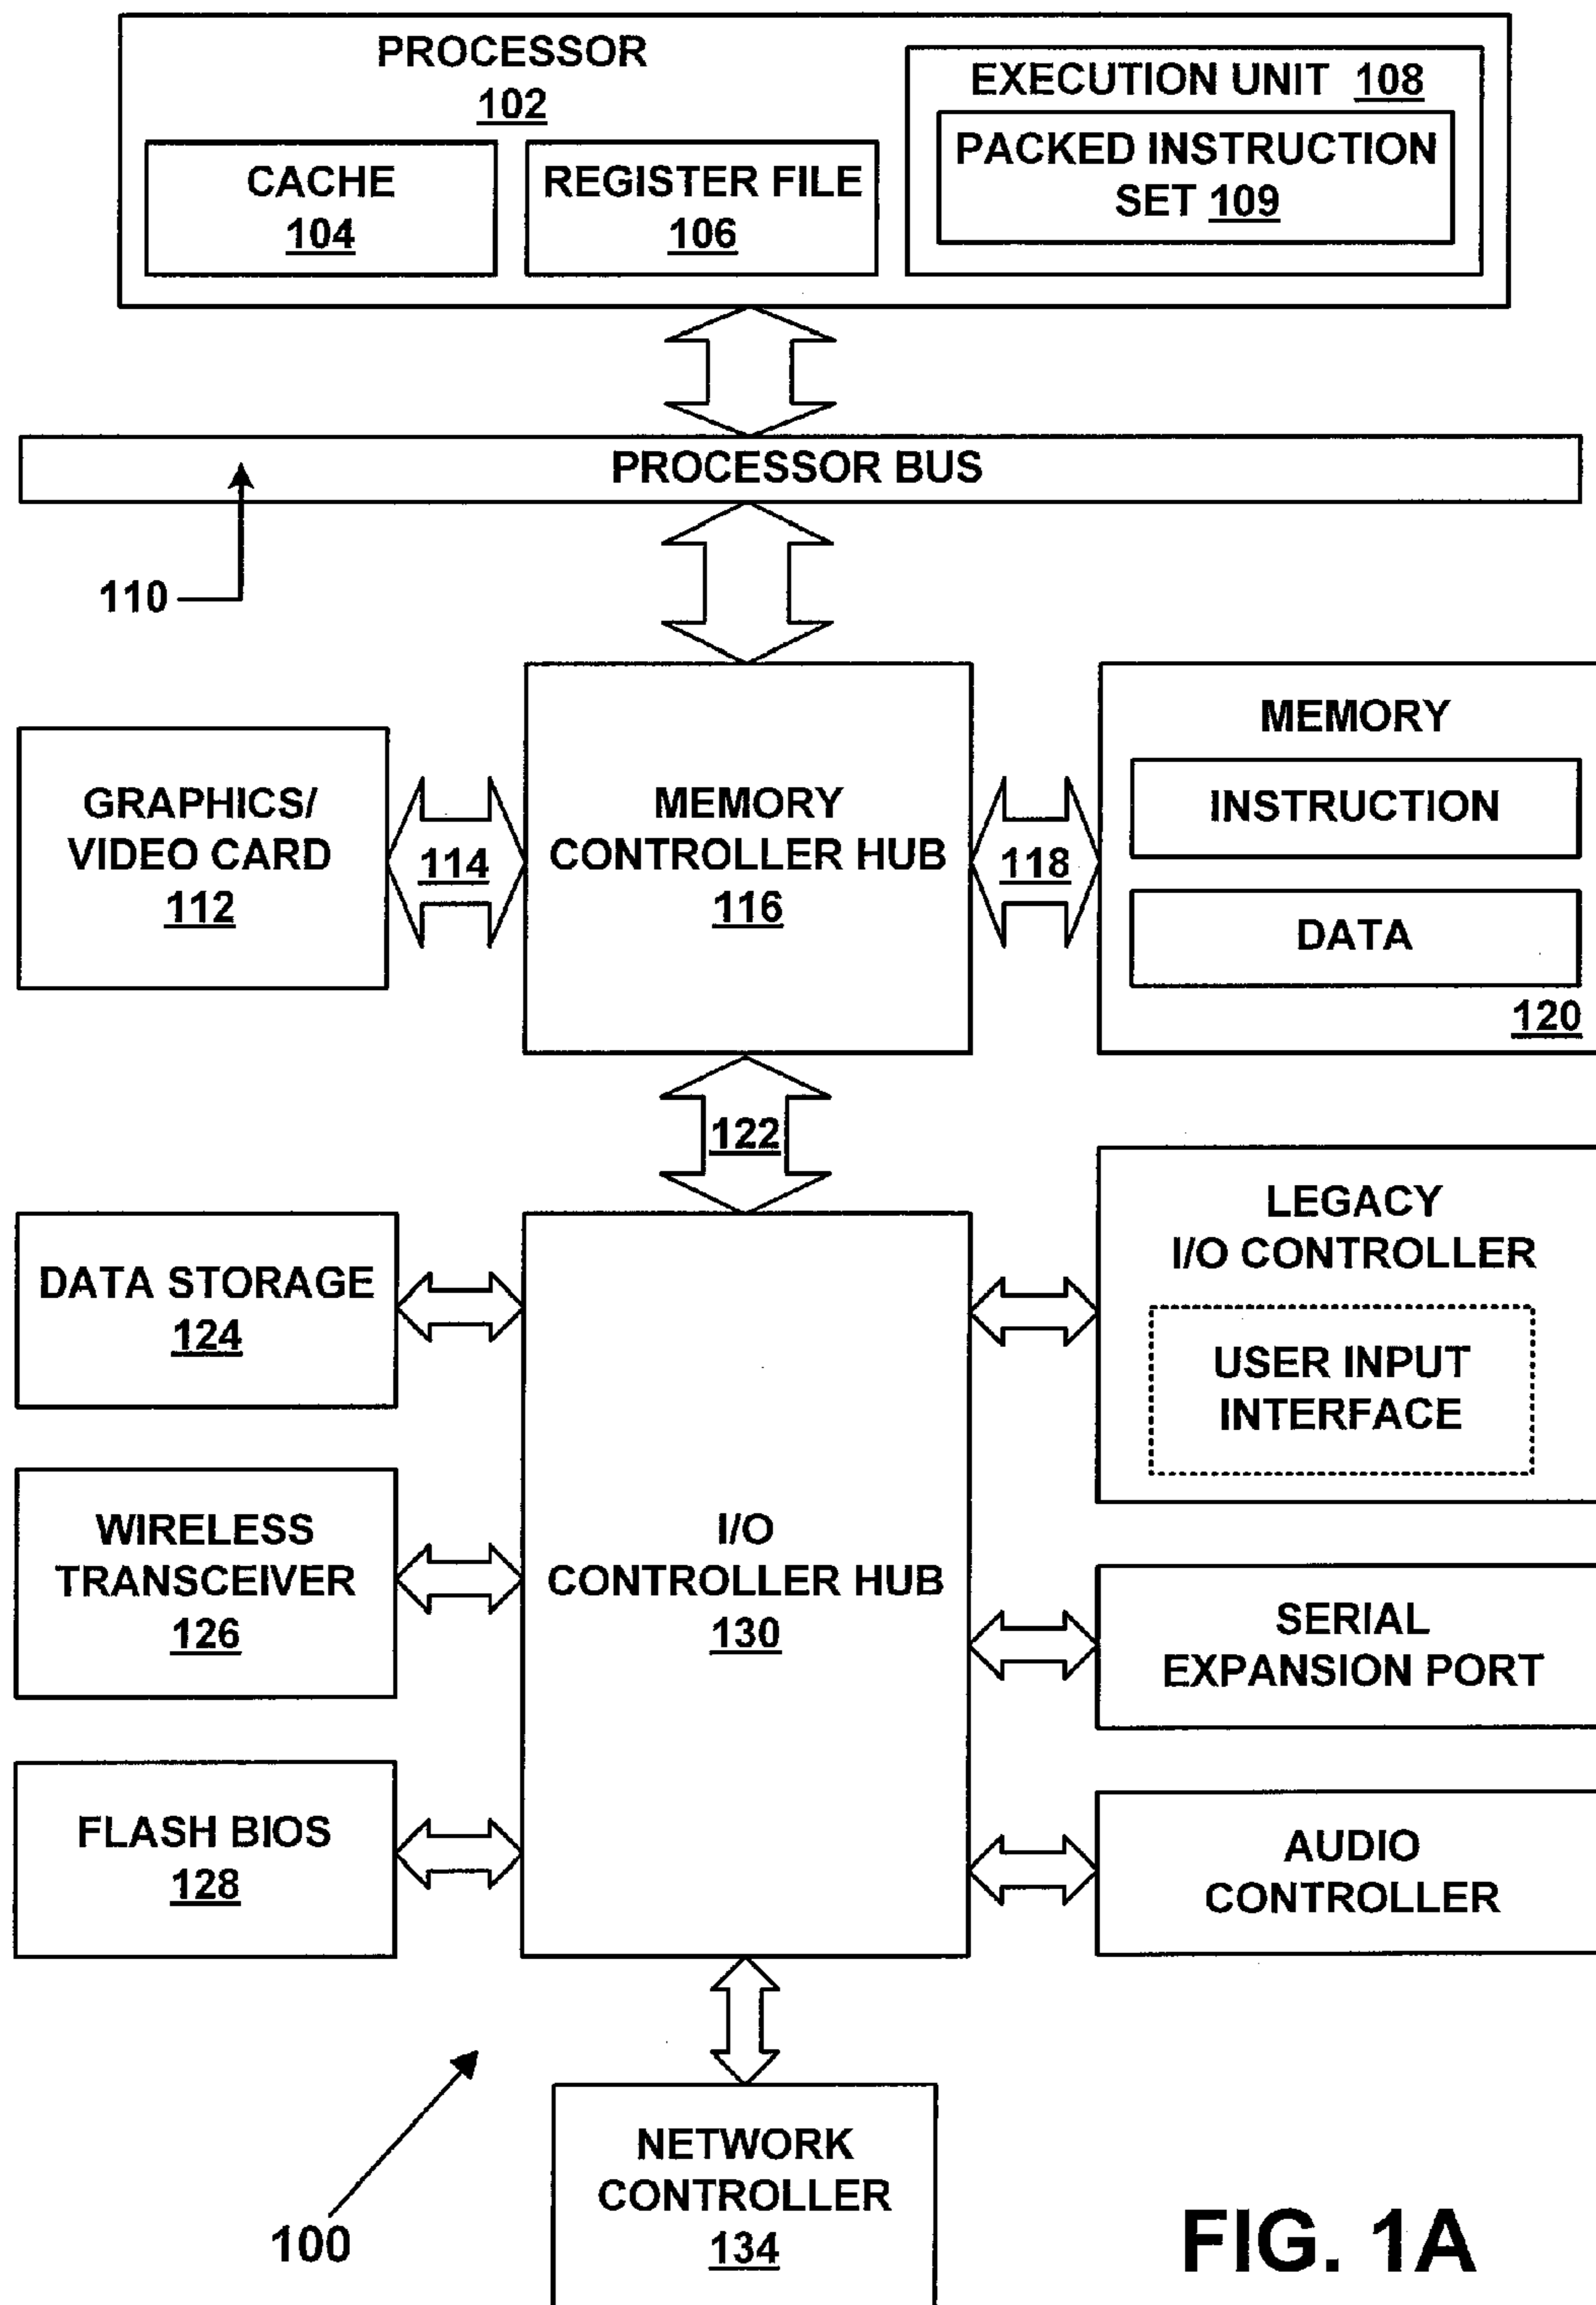 PROCESSOR
102
CACHE
104
REGISTER FILE
106
EXECUTION UNIT 108
PACKED INSTRUCTION
SET 109
PROCESSOR BUS
110
GRAPHICS/
VIDEO CARD
112
114
MEMORY
CONTROLLER HUB
116
118
MEMORY
INSTRUCTION
DATA
120
122
DATA STORAGE
124
WIRELESS
TRANSCEIVER
126
FLASH BIOS
128
I/O
CONTROLLER HUB
130
LEGACY
I/O CONTROLLER
USER INPUT
INTERFACE
SERIAL
EXPANSION PORT
AUDIO
CONTROLLER
NETWORK
CONTROLLER
134
100
FIG. 1A